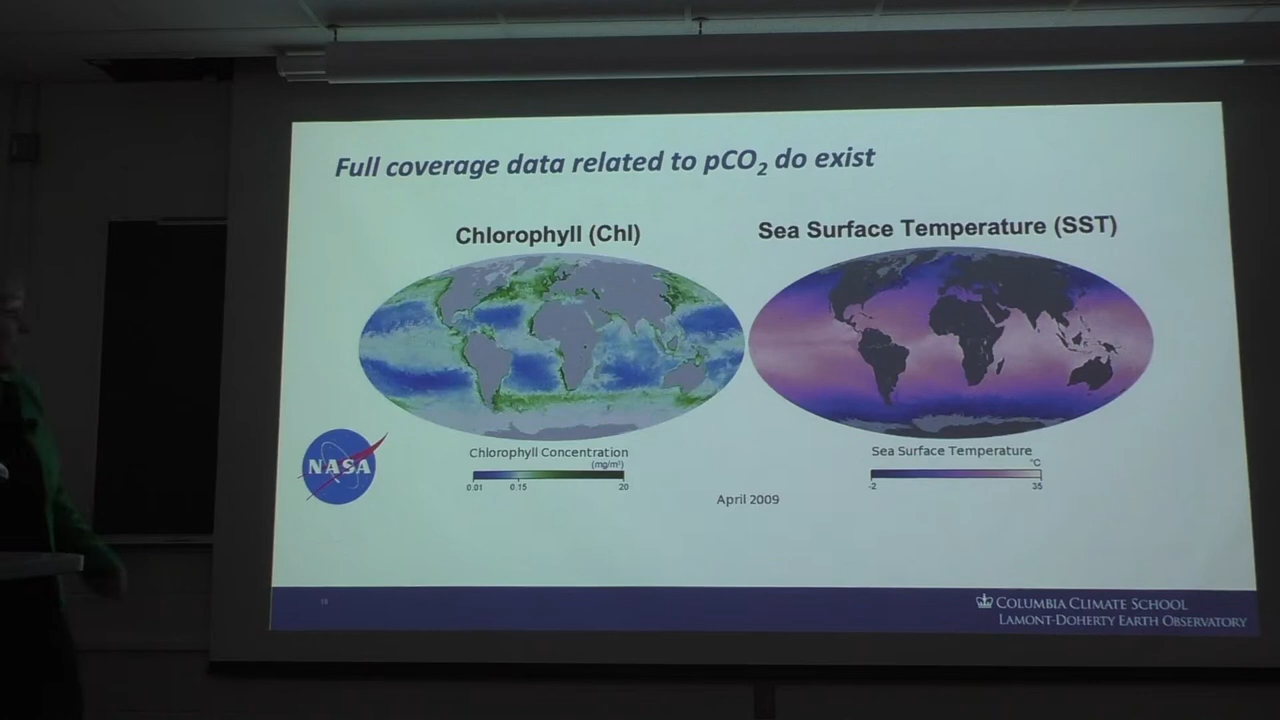 Full coverage data related to pCO₂ do exist
Chlorophyll (Chl)
Sea Surface Temperature (SST)
NASA
Chlorophyll Concentration
(mg/m³)
0.01 0.15 20
Sea Surface Temperature
°C
-2 35
April 2009
COLUMBIA CLIMATE SCHOOL
LAMONT-DOHERTY EARTH OBSERVATORY